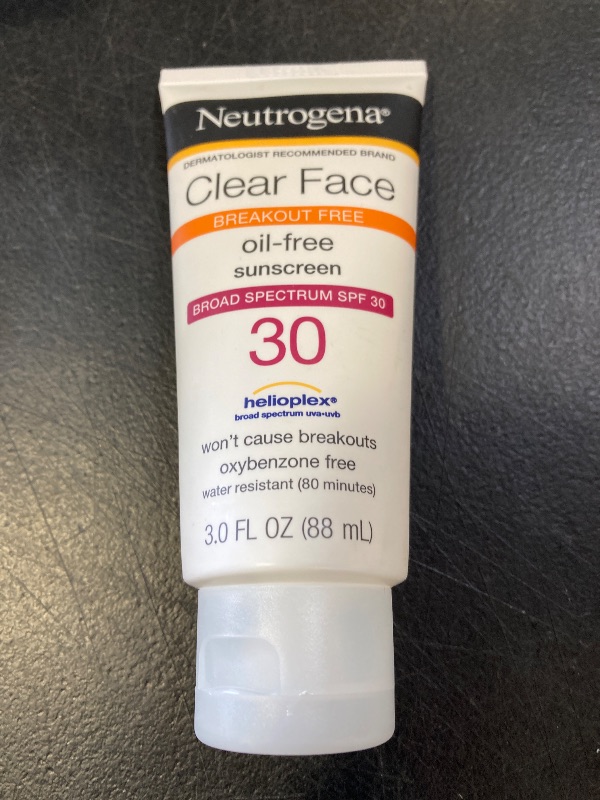 Neutrogena®
DERMATOLOGIST RECOMMENDED BRAND
Clear Face
BREAKOUT FREE
oil-free
sunscreen
BROAD SPECTRUM SPF 30
30
helioplex®
broad spectrum uva•uvb
won't cause breakouts
oxybenzone free
water resistant (80 minutes)
3.0 FL OZ (88 mL)